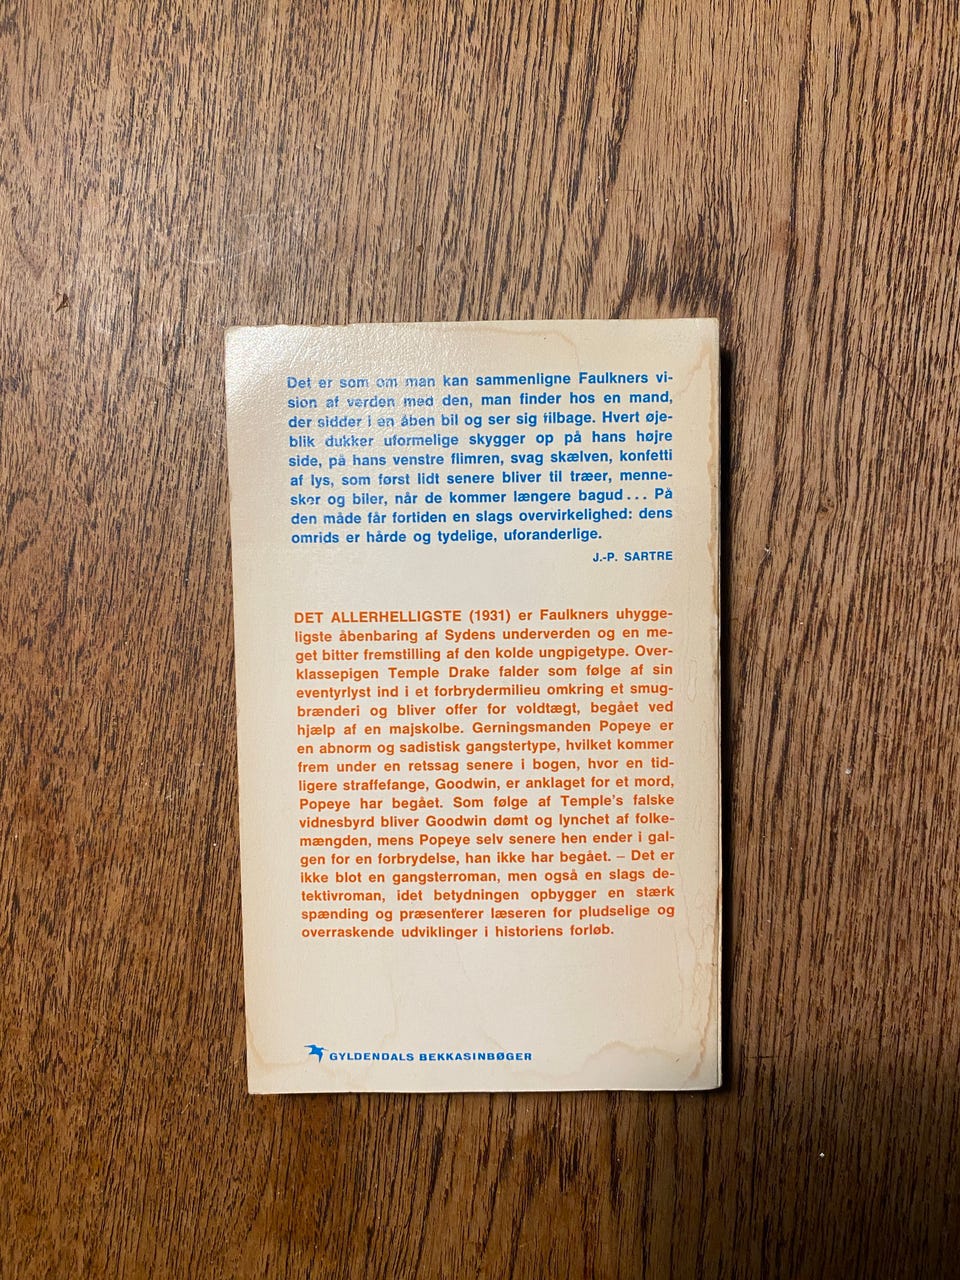 Det er som om man kan sammenligne Faulkners vi-
sion af verden med den, man finder hos en mand,
der sidder i en åben bil og ser sig tilbage. Hvert øje-
blik dukker uformelige skygger op på hans højre
side, på hans venstre flimren, svag skælven, konfetti
af lys, som først lidt senere bliver til træer, menne-
sker og biler, når de kommer længere bagud... På
den måde får fortiden en slags overvirkelighed: dens
omrids er hårde og tydelige, uforanderlige.
J.-P. SARTRE
DET ALLERHELLIGSTE (1931) er Faulkners uhygge-
ligste åbenbaring af Sydens underverden og en me-
get bitter fremstilling af den kolde ungpigetype. Over-
klassepigen Temple Drake falder som følge af sin
eventyrlyst ind i et forbrydermilieu omkring et smug-
brænderi og bliver offer for voldtægt, begået ved
hjælp af en majskolbe. Gerningsmanden Popeye er
en abnorm og sadistisk gangstertype, hvilket kommer
frem under en retssag senere i bogen, hvor en tid-
ligere straffefange, Goodwin, er anklaget for et mord,
Popeye har begået. Som følge af Temple's falske
vidnesbyrd bliver Goodwin dømt og lynchet af folke-
mængden, mens Popeye selv senere hen ender i gal-
gen for en forbrydelse, han ikke har begået. – Det er
ikke blot en gangsterroman, men også en slags de-
tektivroman, idet betydningen opbygger en stærk
spænding og præsenterer læseren for pludselige og
overraskende udviklinger i historiens forløb.
GYLDENDALS BEKKASINBØGER